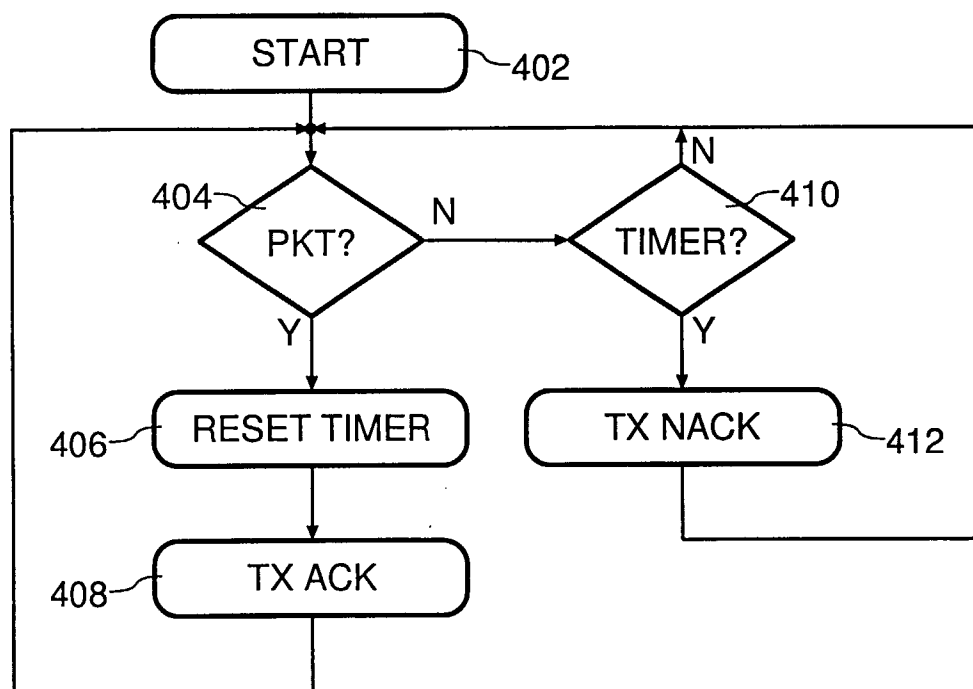 START
402
404
PKT?
N
Y
N
410
TIMER?
Y
406
RESET TIMER
TX NACK
412
408
TX ACK